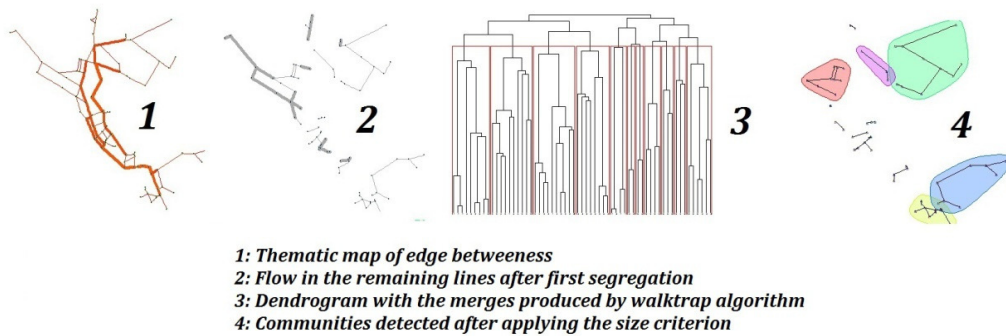 1
2
3
4
1: Thematic map of edge betweeness
2: Flow in the remaining lines after first segregation
3: Dendrogram with the merges produced by walktrap algorithm
4: Communities detected after applying the size criterion